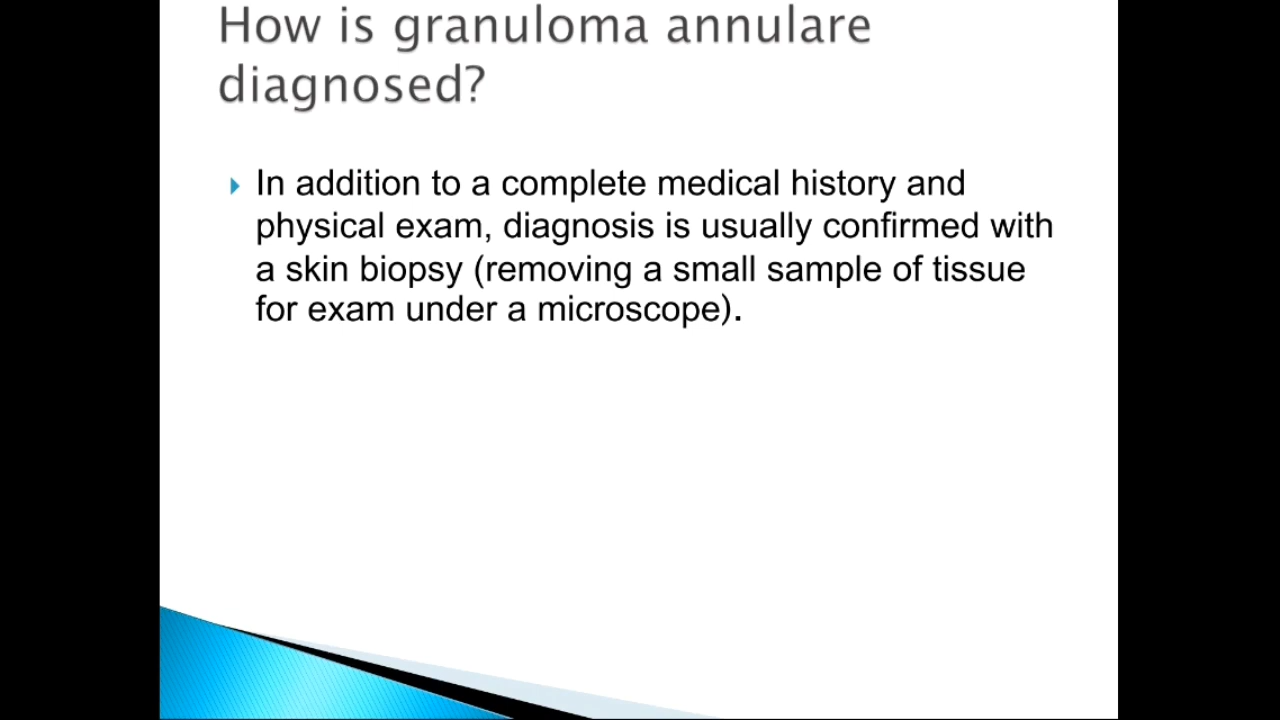 How is granuloma annulare
diagnosed?
In addition to a complete medical history and
physical exam, diagnosis is usually confirmed with
a skin biopsy (removing a small sample of tissue
for exam under a microscope).